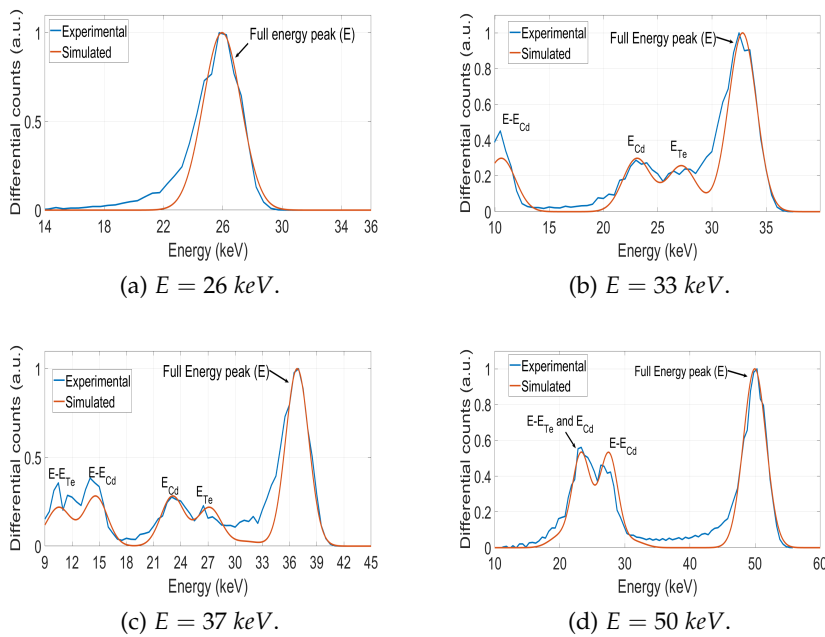 Differential counts (a.u.)
1
0.5
0
Experimental
Simulated
Full energy peak (E)
14 18 22 26 30 34 36
Energy (keV)
(a) E = 26 keV.
Differential counts (a.u.)
1
0.8
0.6
0.4
0.2
0
Experimental
Simulated
Full Energy peak (E)
E-E_Cd
E_Cd
E_Te
10 15 20 25 30 35
Energy (keV)
(b) E = 33 keV.
Differential counts (a.u.)
1
0.5
0
Experimental
Simulated
Full Energy peak (E)
E-E_Te
E-E_Cd
E_Cd
E_Te
9 12 15 18 21 24 27 30 33 36 39 42 45
Energy (keV)
(c) E = 37 keV.
Differential counts (a.u.)
1
0.8
0.6
0.4
0.2
0
Experimental
Simulated
Full Energy peak (E)
E-E_Te and E_Cd
E-E_Cd
10 20 30 40 50 60
Energy (keV)
(d) E = 50 keV.